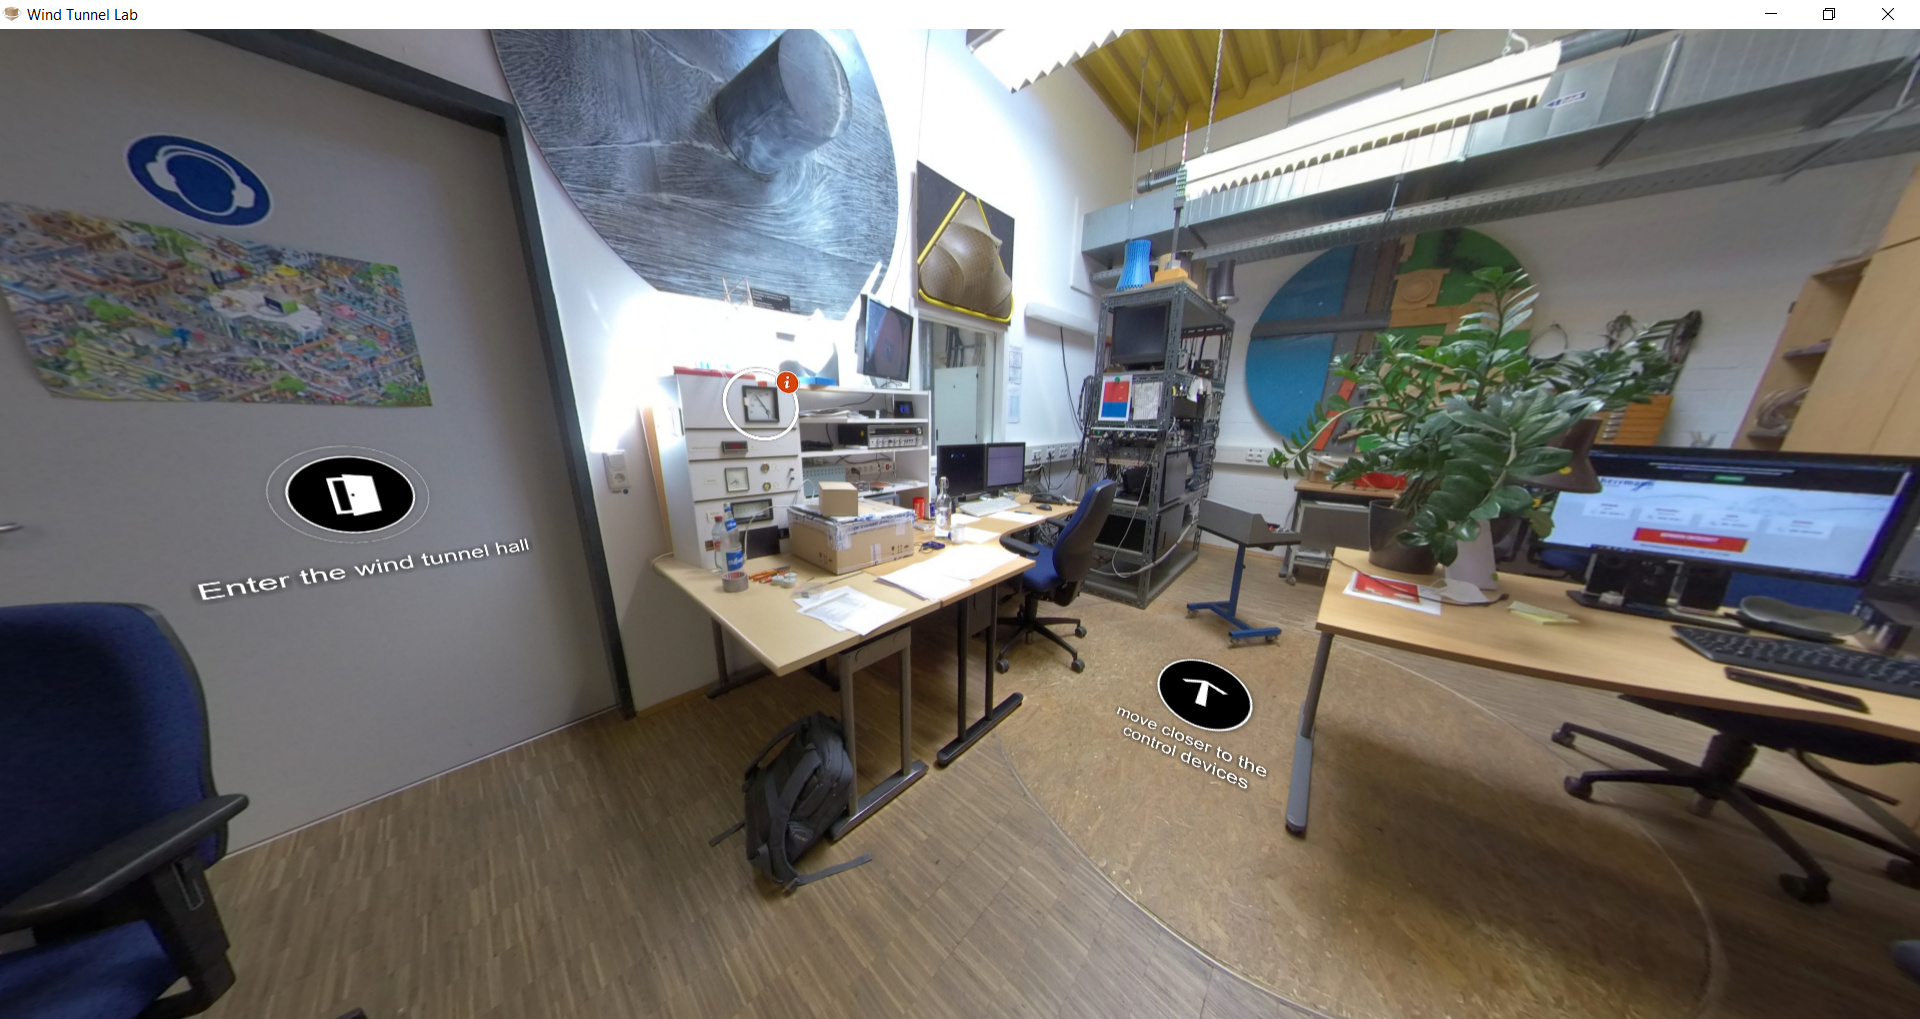 Wind Tunnel Lab
Enter the wind tunnel hall
move closer to the
control devices
i